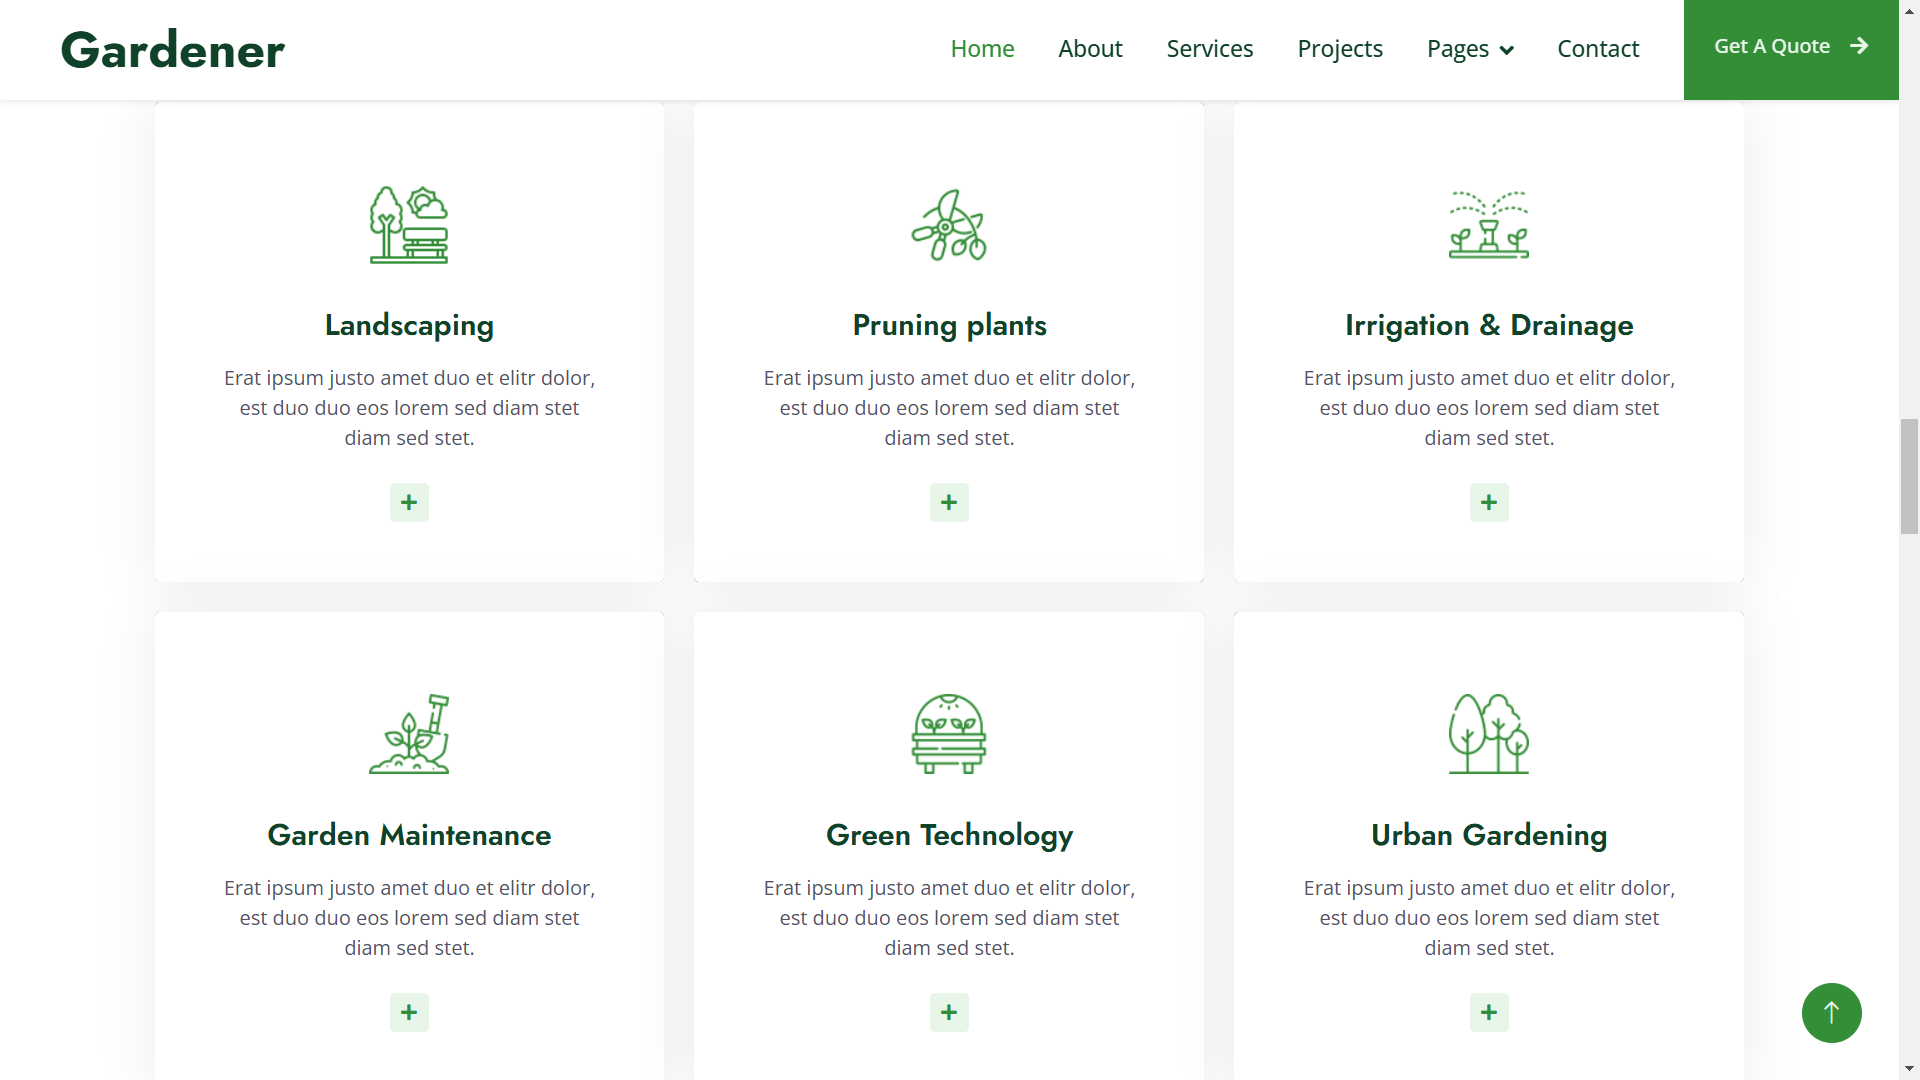 Gardener
Home About Services Projects Pages Contact Get A Quote
Landscaping
Erat ipsum justo amet duo et elitr dolor,
est duo duo eos lorem sed diam stet
diam sed stet.
Pruning plants
Erat ipsum justo amet duo et elitr dolor,
est duo duo eos lorem sed diam stet
diam sed stet.
Irrigation & Drainage
Erat ipsum justo amet duo et elitr dolor,
est duo duo eos lorem sed diam stet
diam sed stet.
Garden Maintenance
Erat ipsum justo amet duo et elitr dolor,
est duo duo eos lorem sed diam stet
diam sed stet.
Green Technology
Erat ipsum justo amet duo et elitr dolor,
est duo duo eos lorem sed diam stet
diam sed stet.
Urban Gardening
Erat ipsum justo amet duo et elitr dolor,
est duo duo eos lorem sed diam stet
diam sed stet.